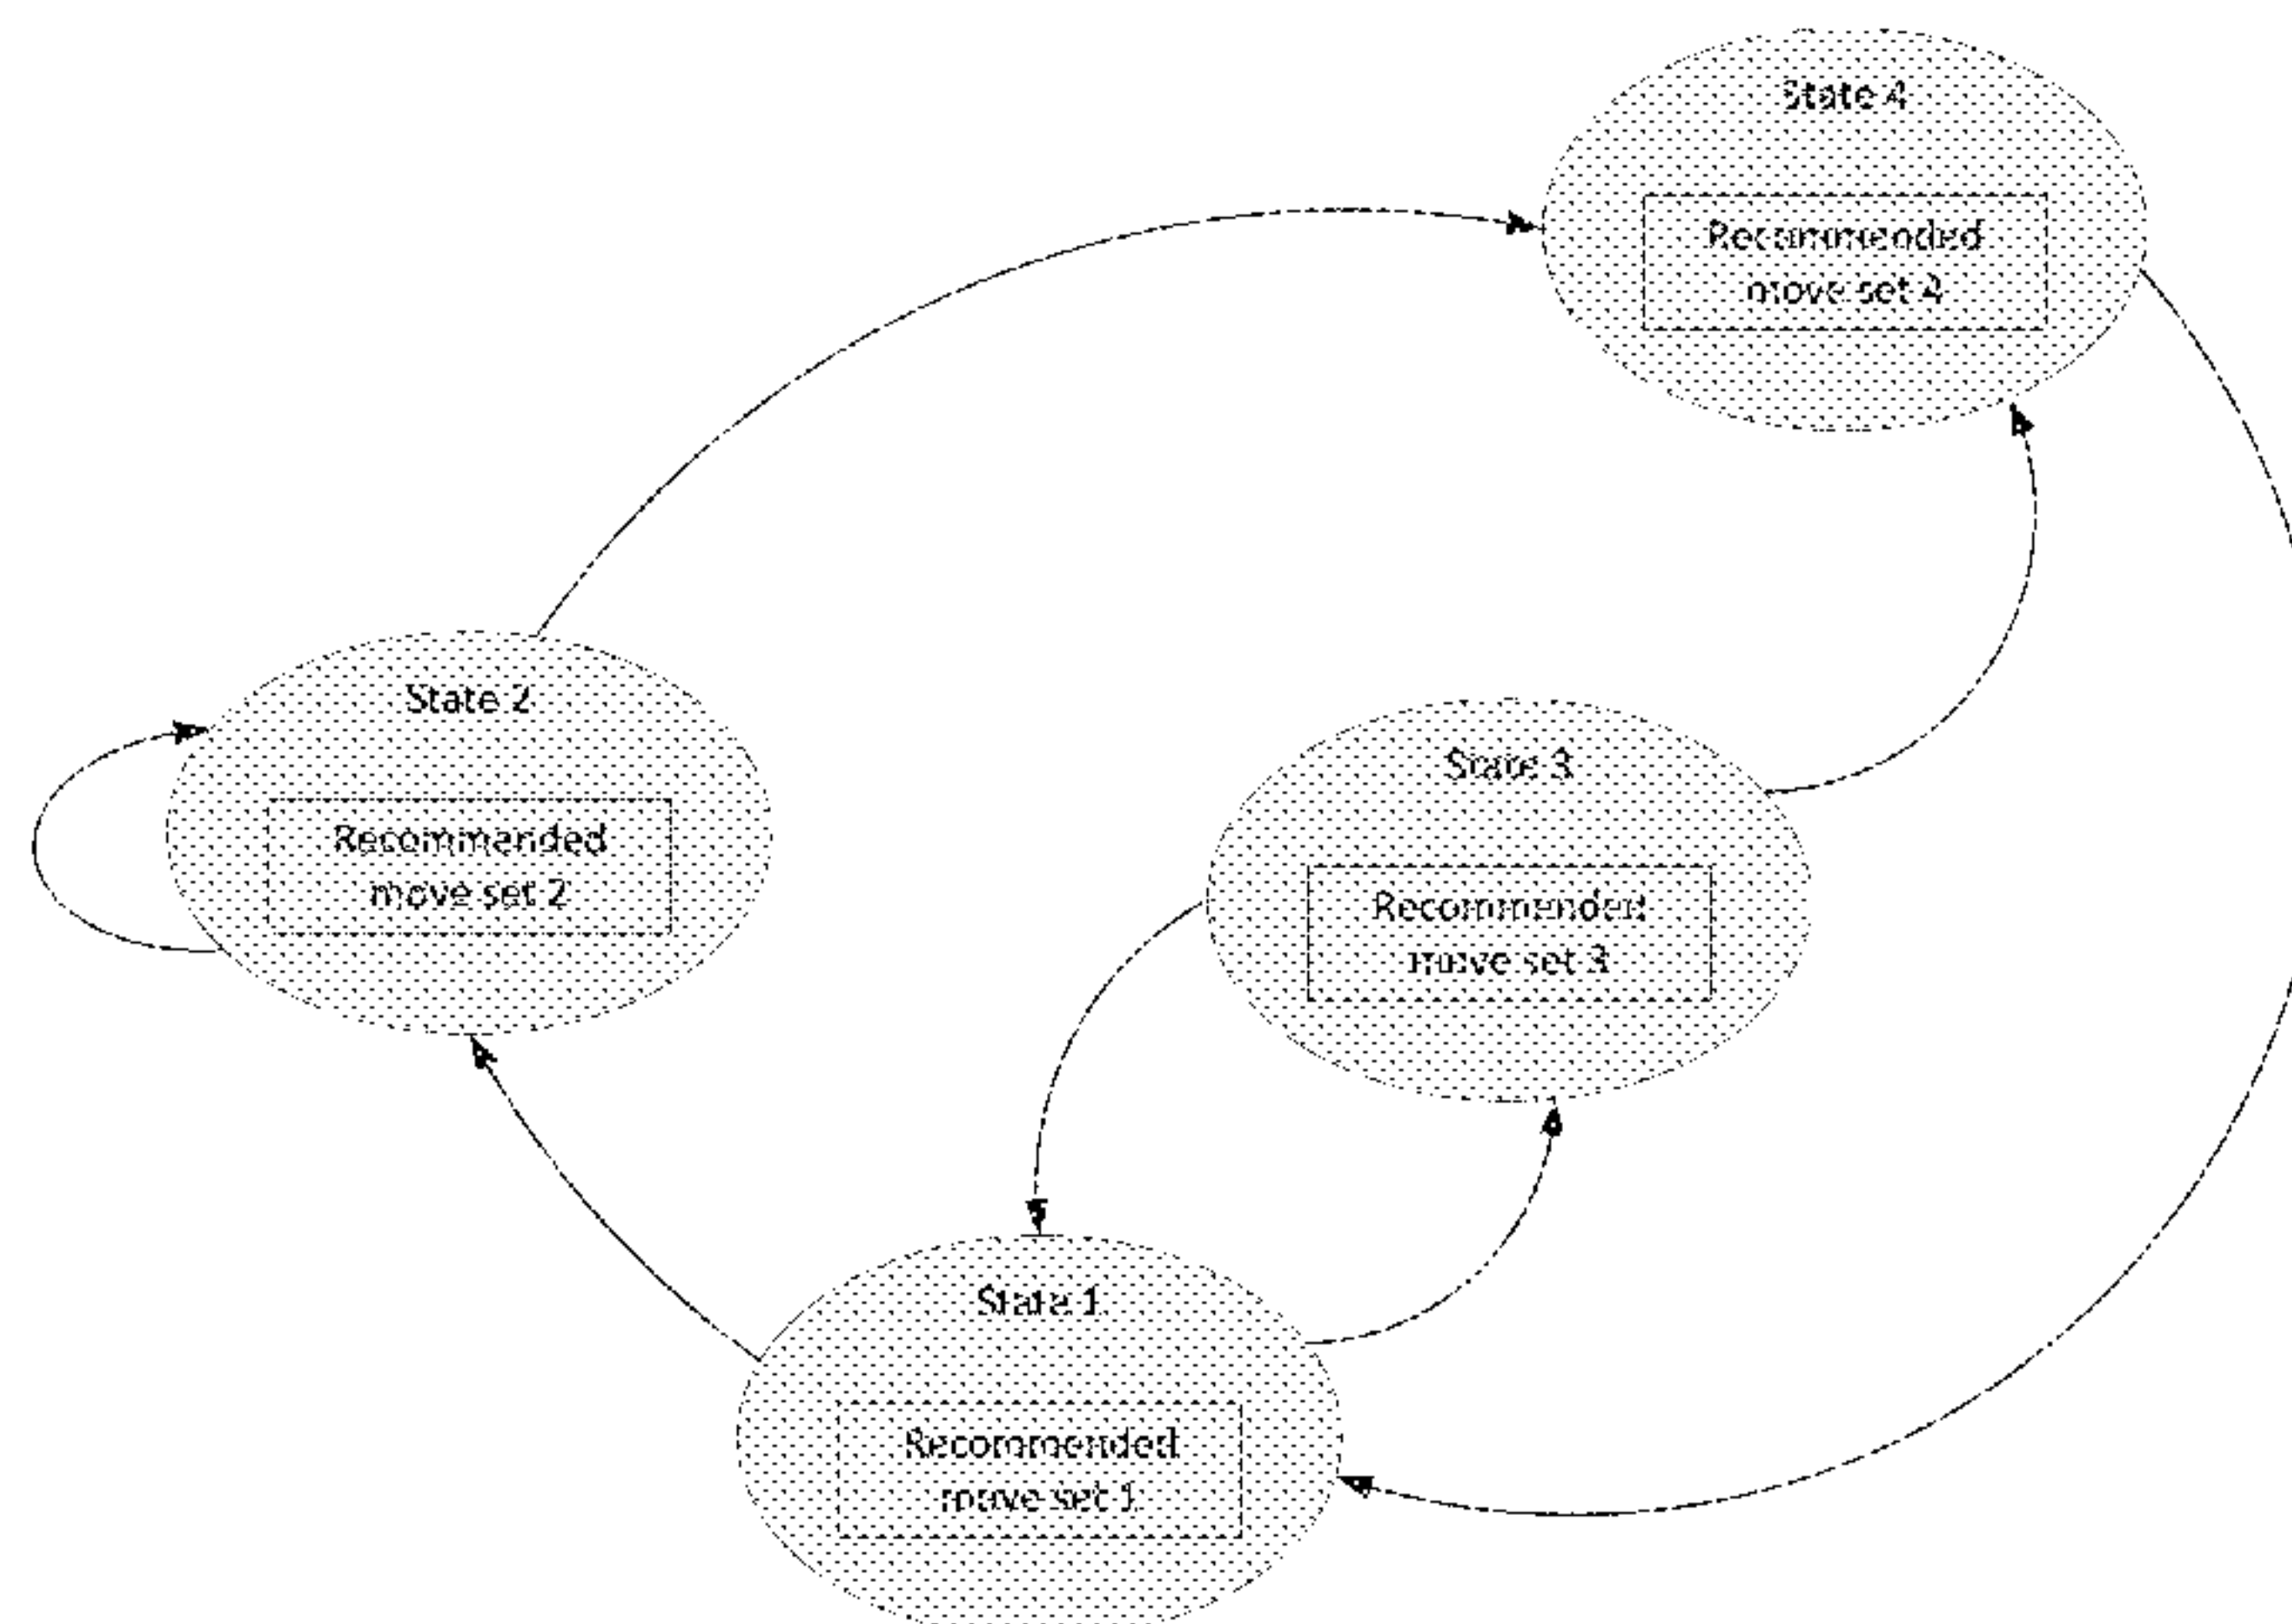 State 4
Recommended
move set 4
State 2
Recommended
move set 2
State 3
Recommended
move set 3
State 1
Recommended
move set 1